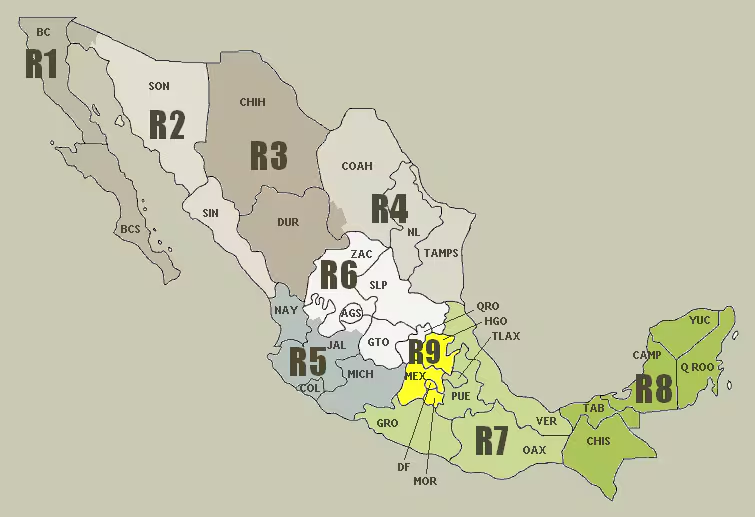 BC
R1
SON
R2
CHIH
R3
COAH
R4
SIN
DUR
NL
BCS
TAMPS
ZAC
R6
SLP
NAY
AGS
QRO
HGO
TLAX
JAL
GTO
R9
R5
MEX
MICH
COL
PUE
GRO
R7
VER
OAX
DF
MOR
YUC
CAMP
Q ROO
R8
TAB
CHIS